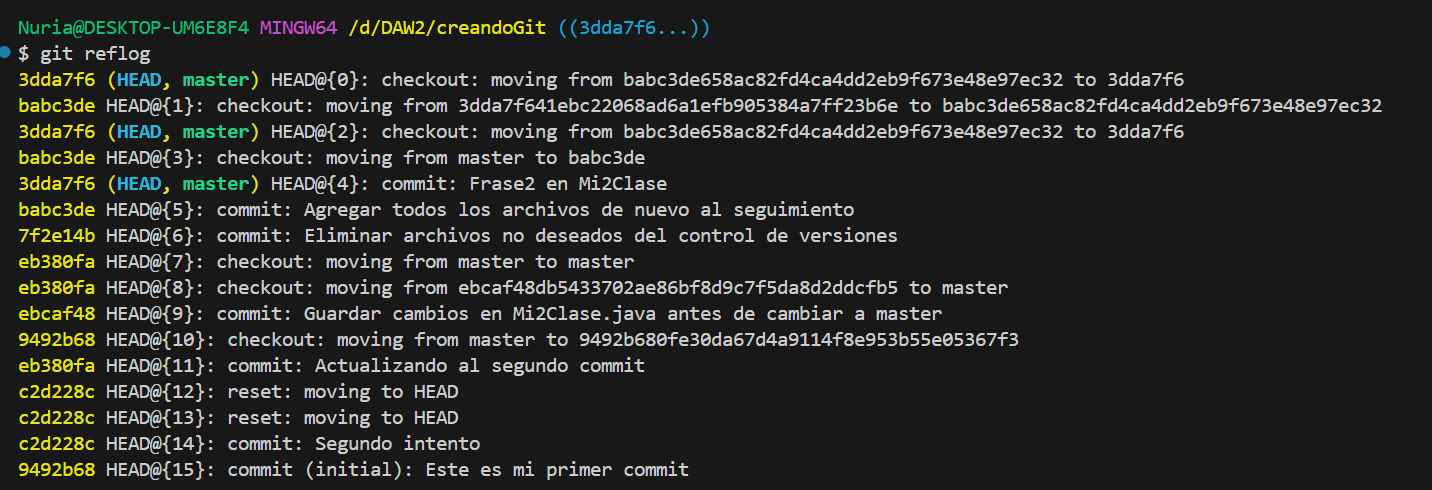 Nuria@DESKTOP-UM6E8F4 MINGW64 /d/DAW2/creandoGit ((3dda7f6...))
$ git reflog
3dda7f6 (HEAD, master) HEAD@{0}: checkout: moving from babc3de658ac82fd4ca4dd2eb9f673e48e97ec32 to 3dda7f6
babc3de HEAD@{1}: checkout: moving from 3dda7f641ebc22068ad6a1efb905384a7ff23b6e to babc3de658ac82fd4ca4dd2eb9f673e48e97ec32
3dda7f6 (HEAD, master) HEAD@{2}: checkout: moving from babc3de658ac82fd4ca4dd2eb9f673e48e97ec32 to 3dda7f6
babc3de HEAD@{3}: checkout: moving from master to babc3de
3dda7f6 (HEAD, master) HEAD@{4}: commit: Frase2 en Mi2Clase
babc3de HEAD@{5}: commit: Agregar todos los archivos de nuevo al seguimiento
7f2e14b HEAD@{6}: commit: Eliminar archivos no deseados del control de versiones
eb380fa HEAD@{7}: checkout: moving from master to master
eb380fa HEAD@{8}: checkout: moving from ebcaf48db5433702ae86bf8d9c7f5da8d2ddcfb5 to master
ebcaf48 HEAD@{9}: commit: Guardar cambios en Mi2Clase.java antes de cambiar a master
9492b68 HEAD@{10}: checkout: moving from master to 9492b680fe30da67d4a9114f8e953b55e05367f3
eb380fa HEAD@{11}: commit: Actualizando al segundo commit
c2d228c HEAD@{12}: reset: moving to HEAD
c2d228c HEAD@{13}: reset: moving to HEAD
c2d228c HEAD@{14}: commit: Segundo intento
9492b68 HEAD@{15}: commit (initial): Este es mi primer commit